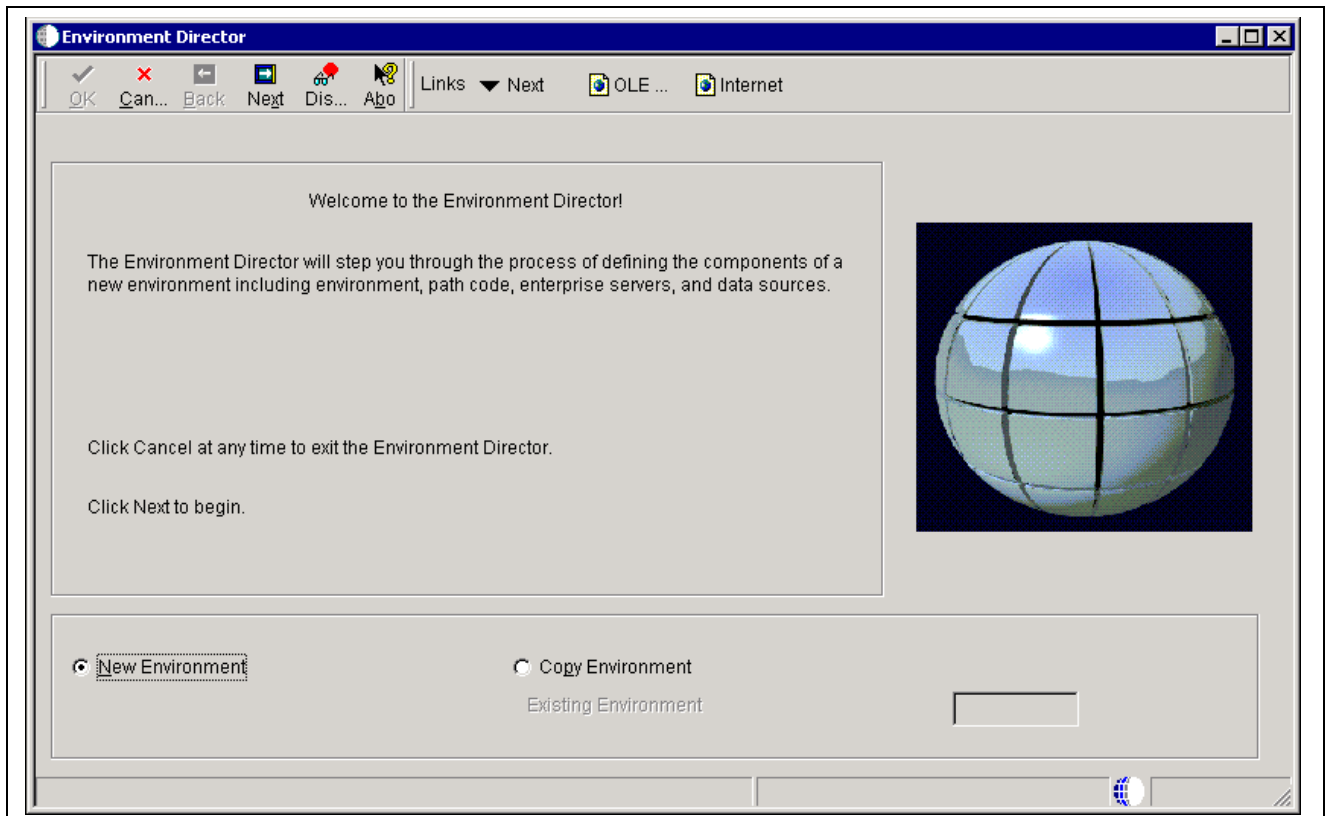 Environment Director
OK Can... Back Next Dis... Abo Links Next OLE ... Internet
Welcome to the Environment Director!
The Environment Director will step you through the process of defining the components of a
new environment including environment, path code, enterprise servers, and data sources.
Click Cancel at any time to exit the Environment Director.
Click Next to begin.
New Environment Copy Environment
Existing Environment